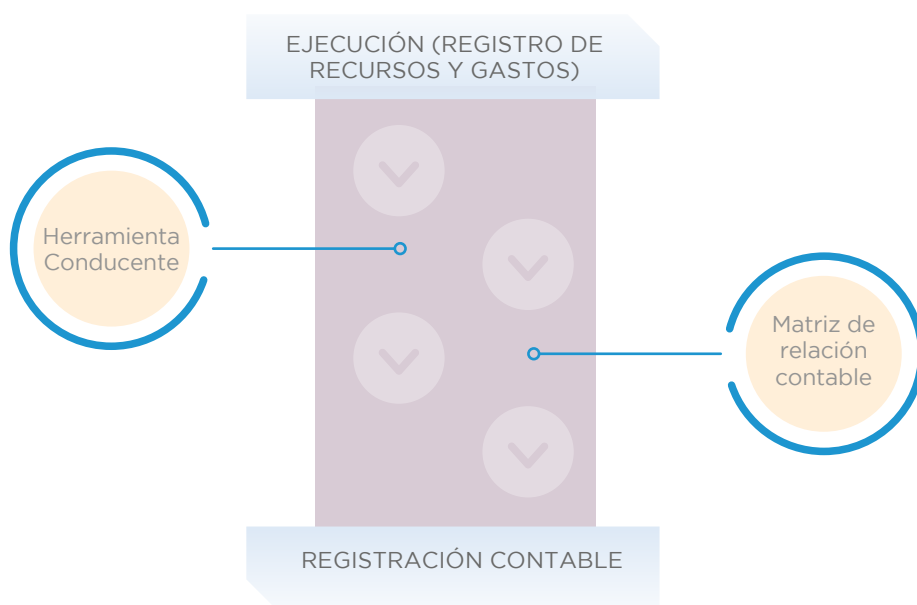 EJECUCIÓN (REGISTRO DE
RECURSOS Y GASTOS)
Herramienta
Conducente
Matriz de
relación
contable
REGISTRACIÓN CONTABLE